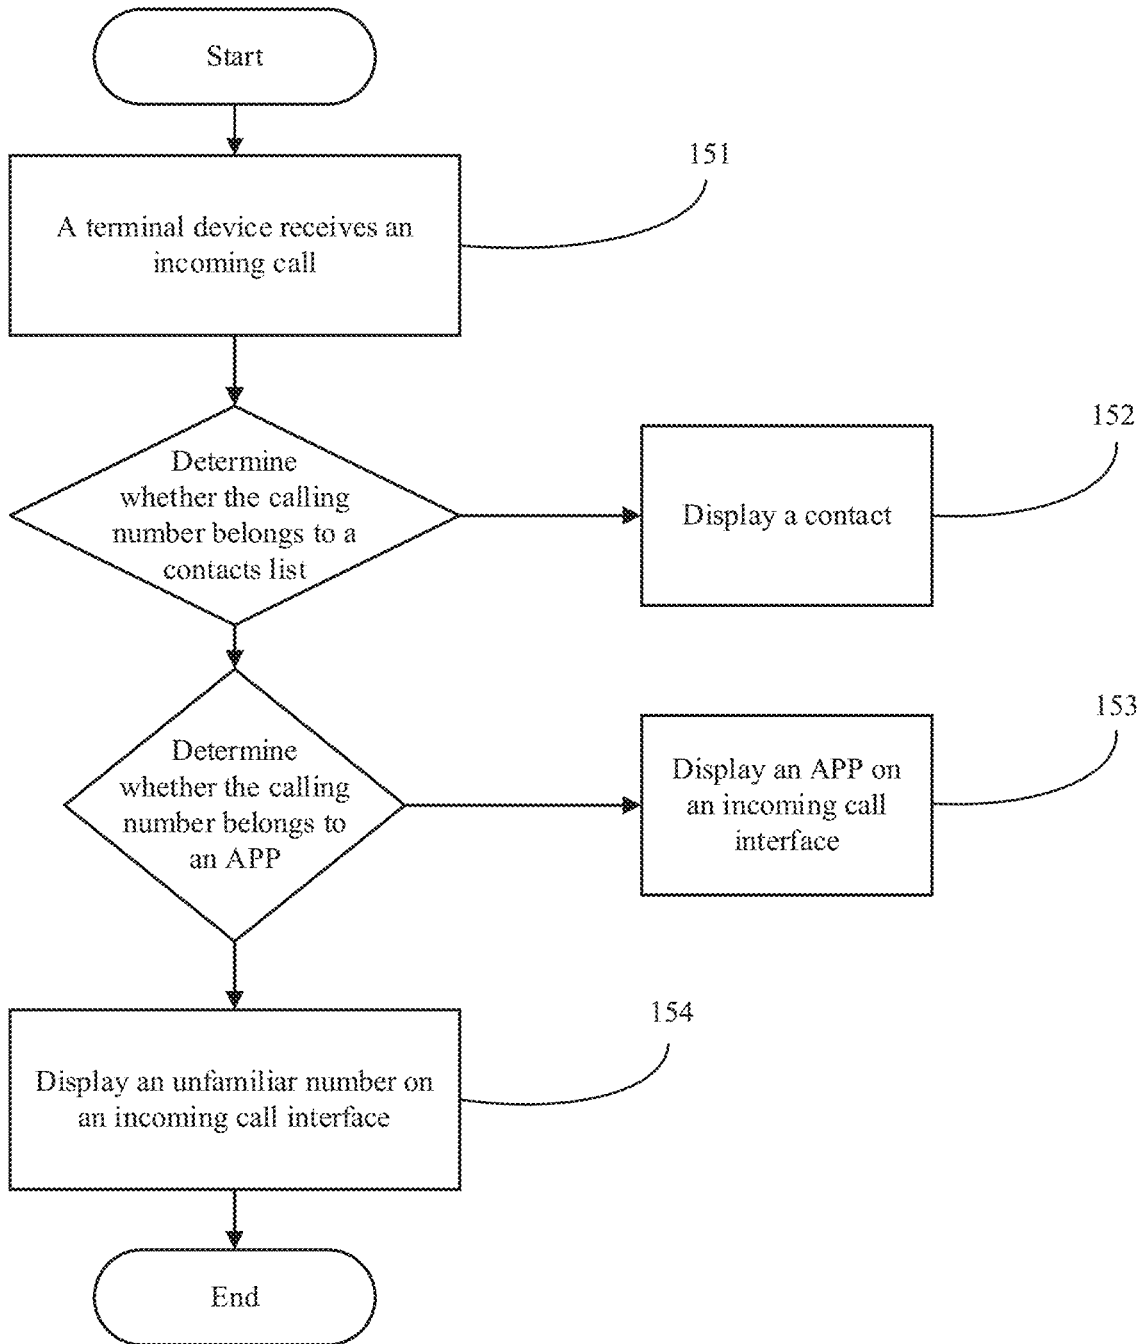 Start
151
A terminal device receives an
incoming call
152
Determine
whether the calling
number belongs to a
contacts list
Display a contact
153
Determine
whether the calling
number belongs to
an APP
Display an APP on
an incoming call
interface
154
Display an unfamiliar number on
an incoming call interface
End